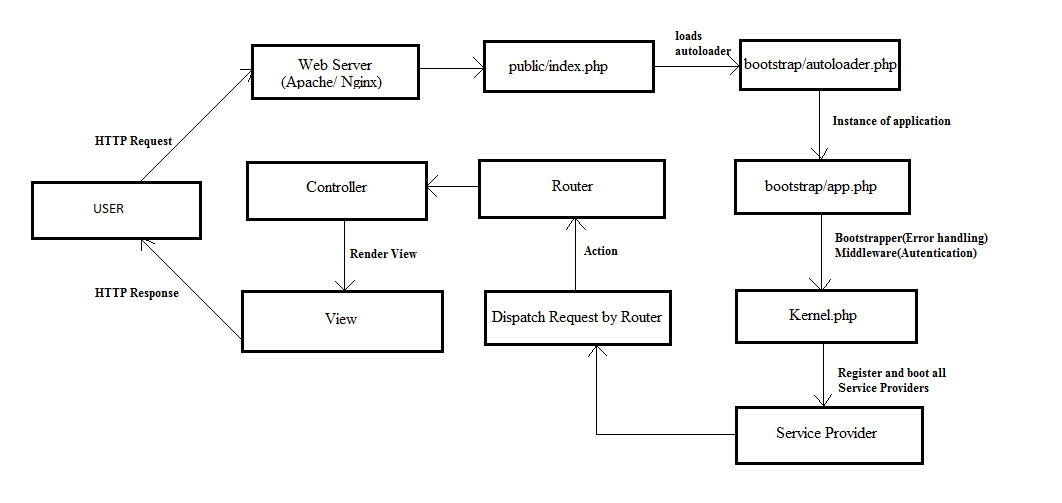 loads
autoloader
Web Server
(Apache/ Nginx)
public/index.php
bootstrap/autoloader.php
HTTP Request
Instance of application
USER
Controller
Router
bootstrap/app.php
Render View
Action
Bootstrapper(Error handling)
Middleware(Autentication)
HTTP Response
View
Dispatch Request by Router
Kernel.php
Register and boot all
Service Providers
Service Provider